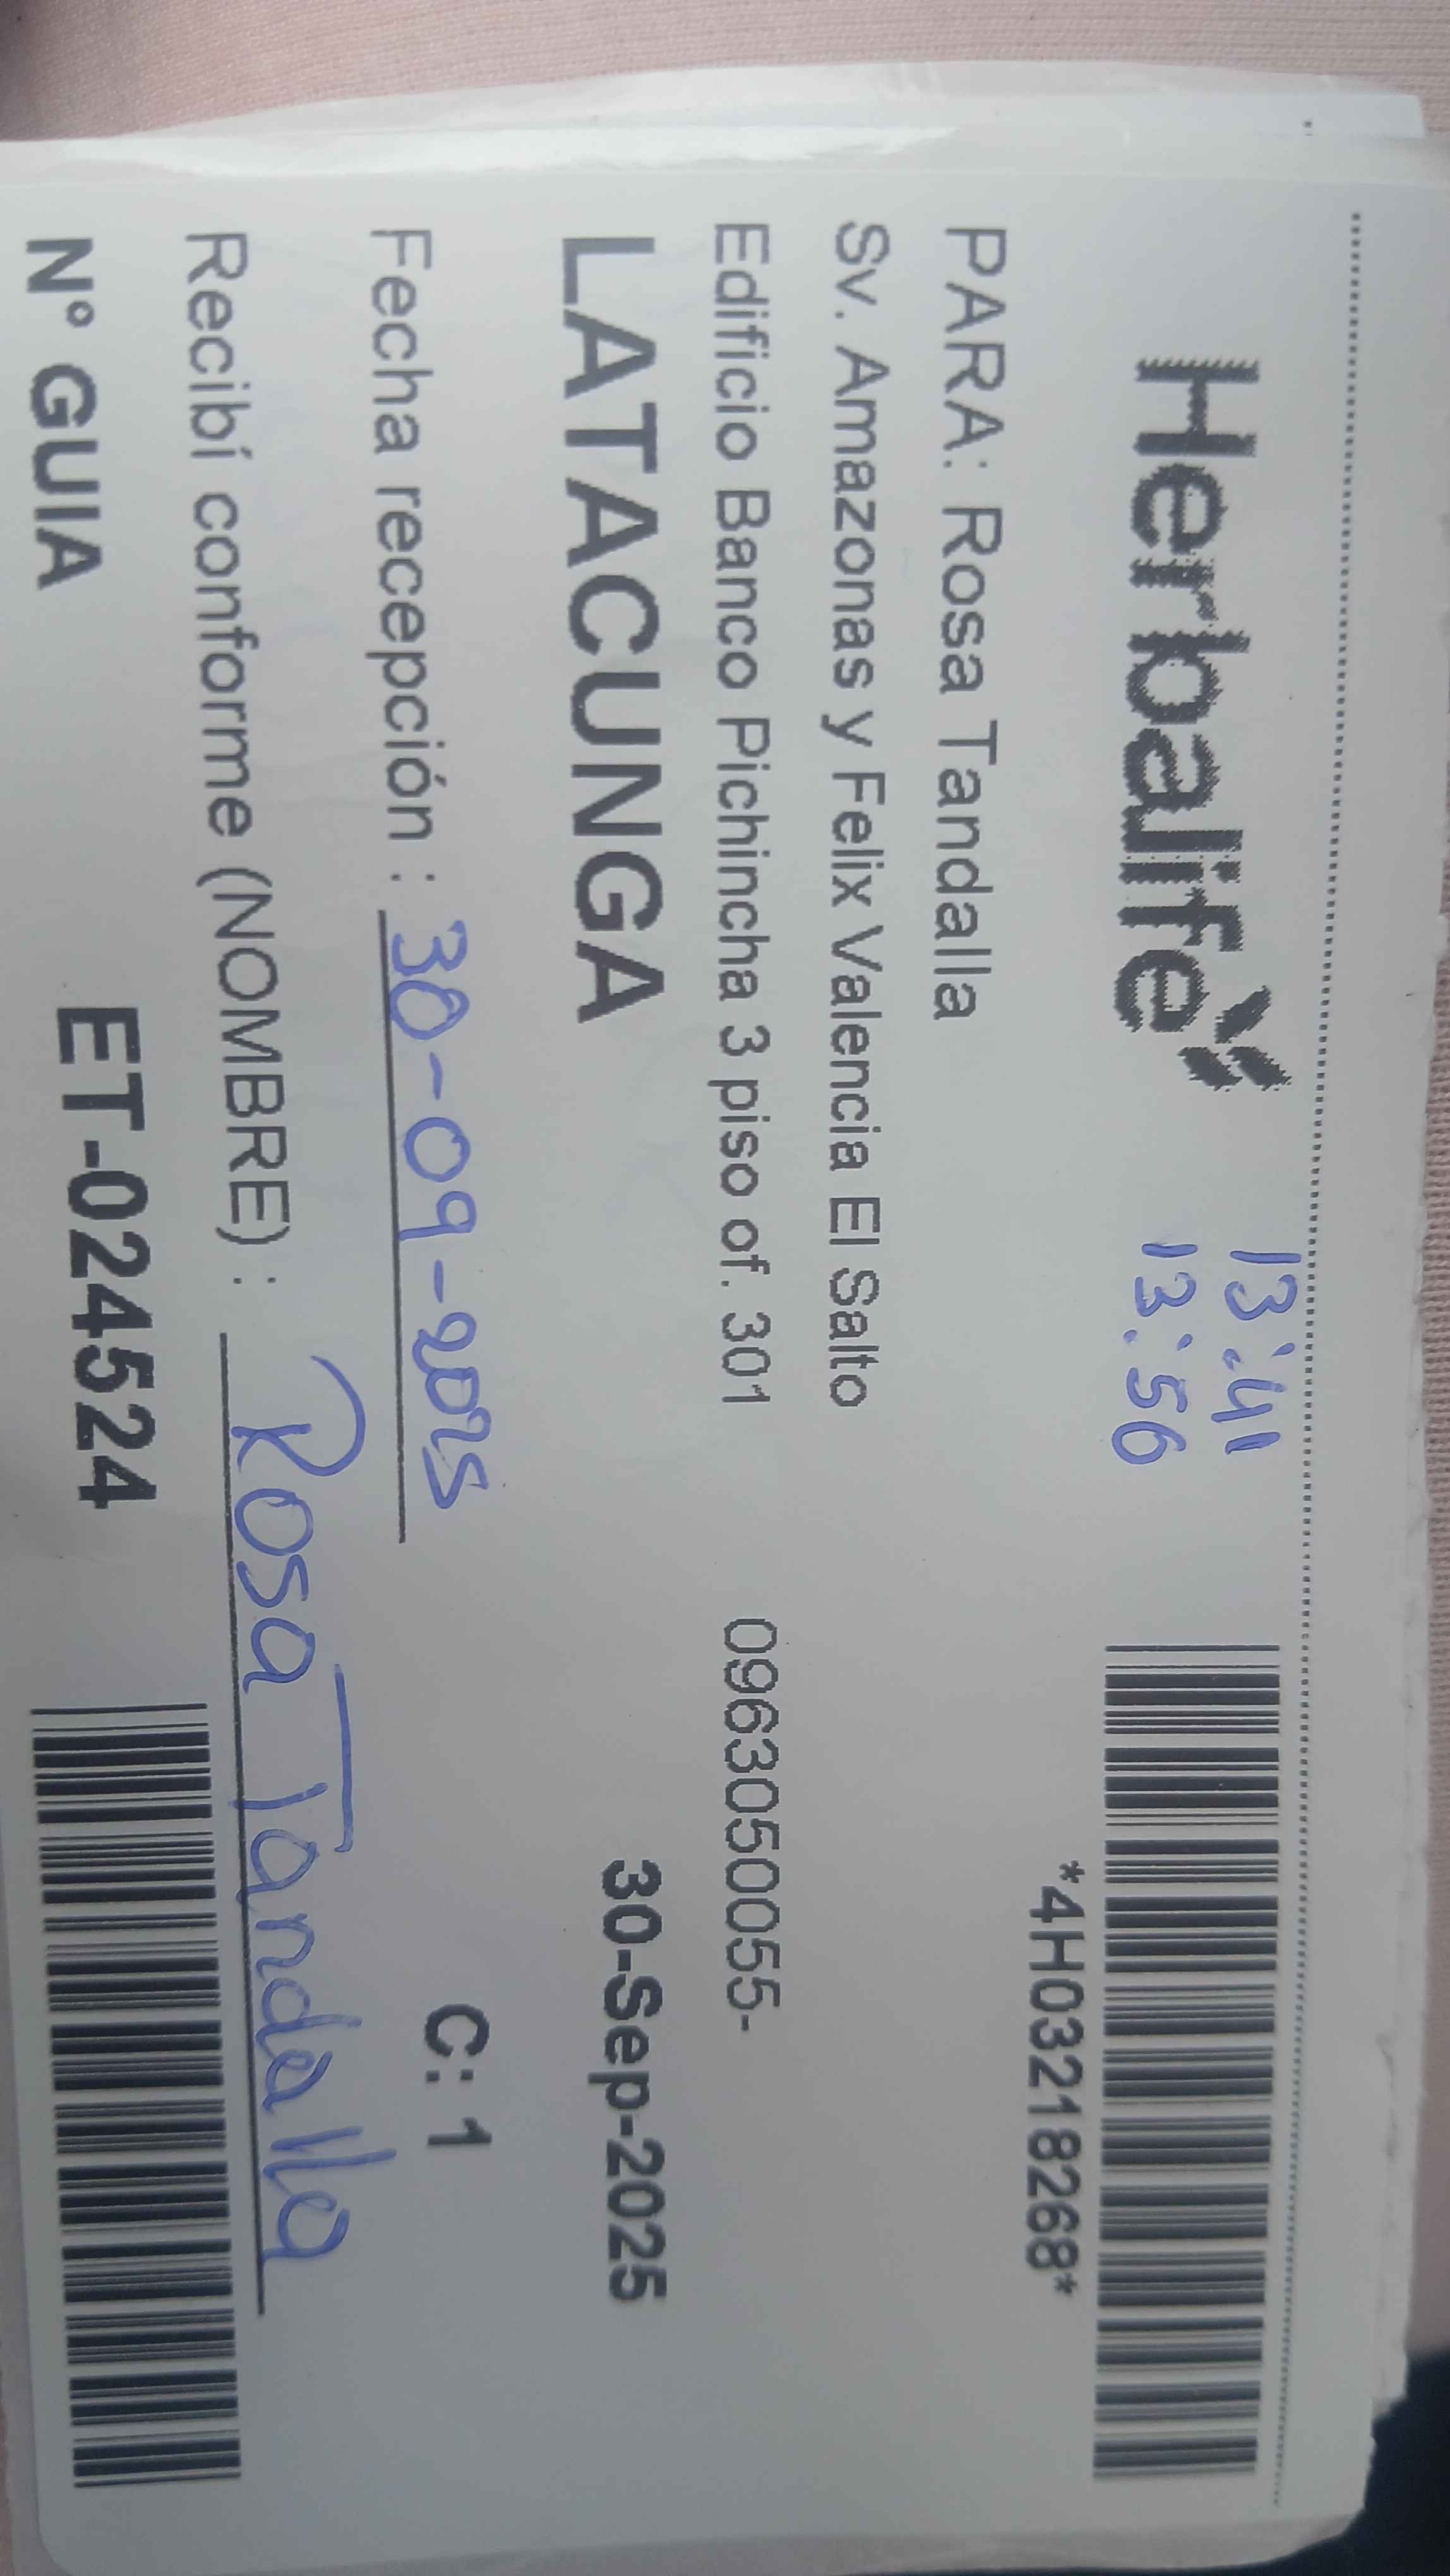 Herbalife
13:41
13:56
*4H03218268*
PARA: Rosa Tandalla
Sv. Amazonas y Felix Valencia El Salto
Edificio Banco Pichincha 3 piso of. 301 0963050055-
LATACUNGA 30-Sep-2025
Fecha recepción : 30-09-2025 C: 1
Recibí conforme (NOMBRE) : Rosa Tandalla
N° GUIA ET-024524